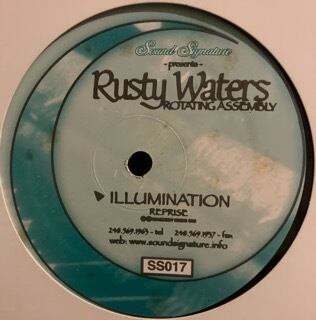 Sound Signature
- presents -
Rusty Waters
ROTATING ASSEMBLY
ILLUMINATION
REPRISE
248.569.1963 - tel 248.569.1957 - fax
web: www.soundsignature.info
SS017